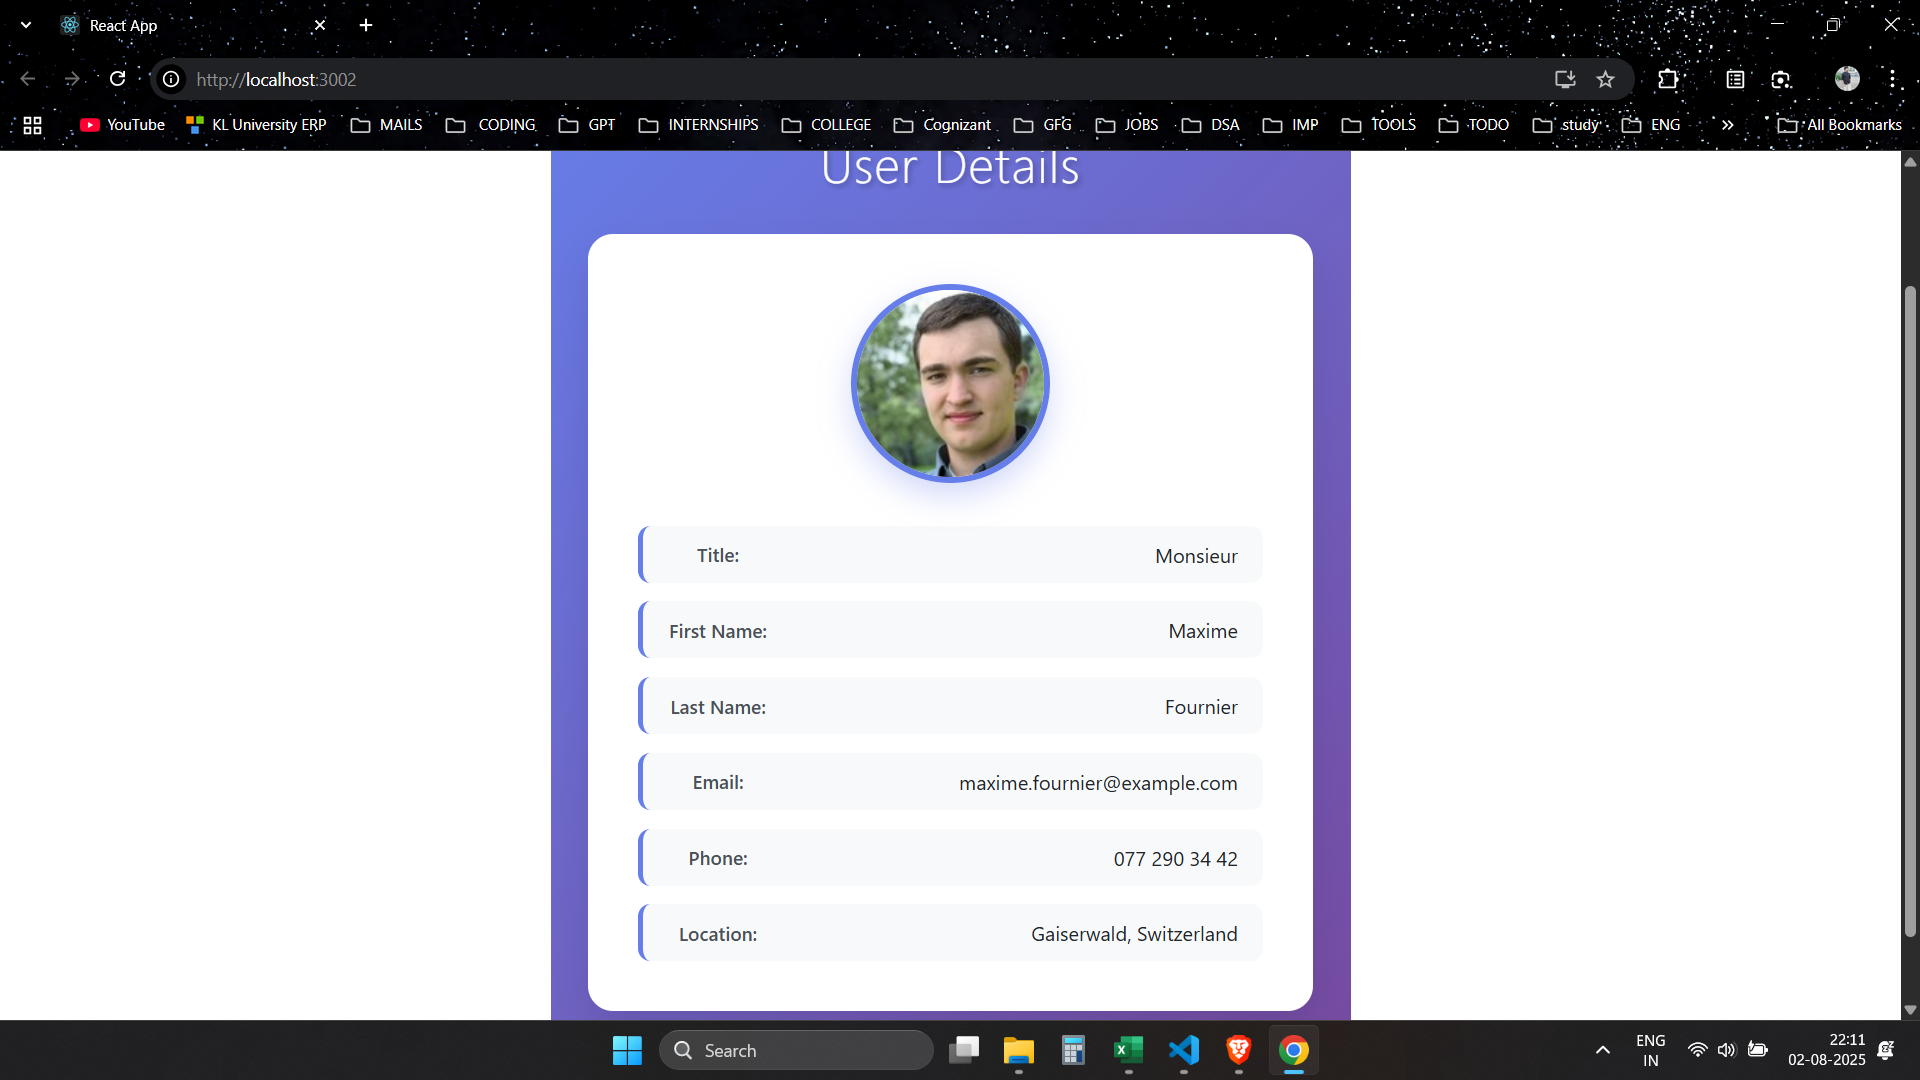 React App
http://localhost:3002
YouTube KL University ERP MAILS CODING GPT INTERNSHIPS COLLEGE Cognizant GFG JOBS DSA IMP TOOLS TODO study ENG » All Bookmarks
User Details
Title: Monsieur
First Name: Maxime
Last Name: Fournier
Email: maxime.fournier@example.com
Phone: 077 290 34 42
Location: Gaiserwald, Switzerland
Search
ENG
IN
22:11
02-08-2025